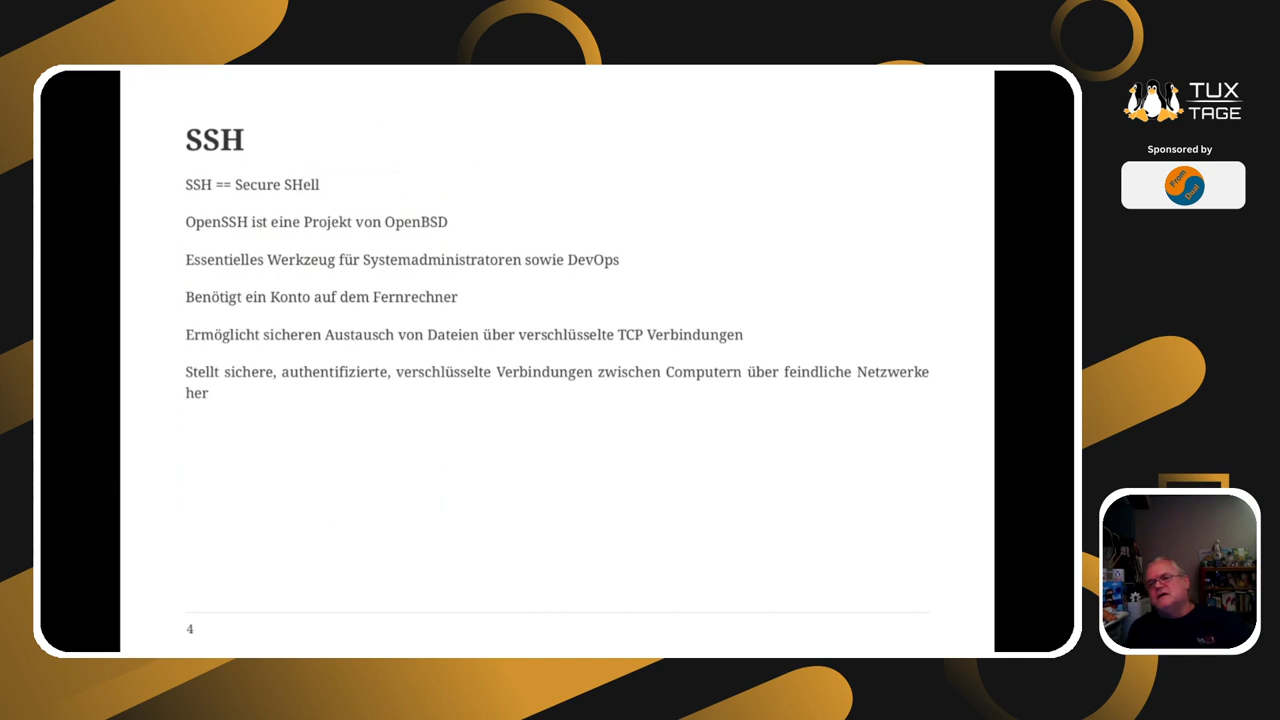 SSH
SSH == Secure SHell
OpenSSH ist eine Projekt von OpenBSD
Essentielles Werkzeug für Systemadministratoren sowie DevOps
Benötigt ein Konto auf dem Fernrechner
Ermöglicht sicheren Austausch von Dateien über verschlüsselte TCP Verbindungen
Stellt sichere, authentifizierte, verschlüsselte Verbindungen zwischen Computern über feindliche Netzwerke
her
4
TUX
TAGE
Sponsored by
From
Dual